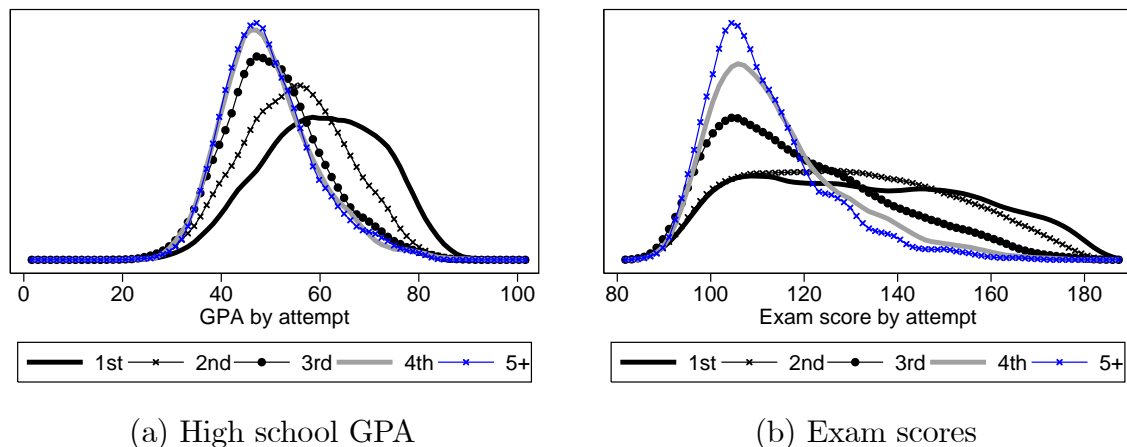 0 20 40 60 80 100
GPA by attempt
1st 2nd 3rd 4th 5+
(a) High school GPA
80 100 120 140 160 180
Exam score by attempt
1st 2nd 3rd 4th 5+
(b) Exam scores